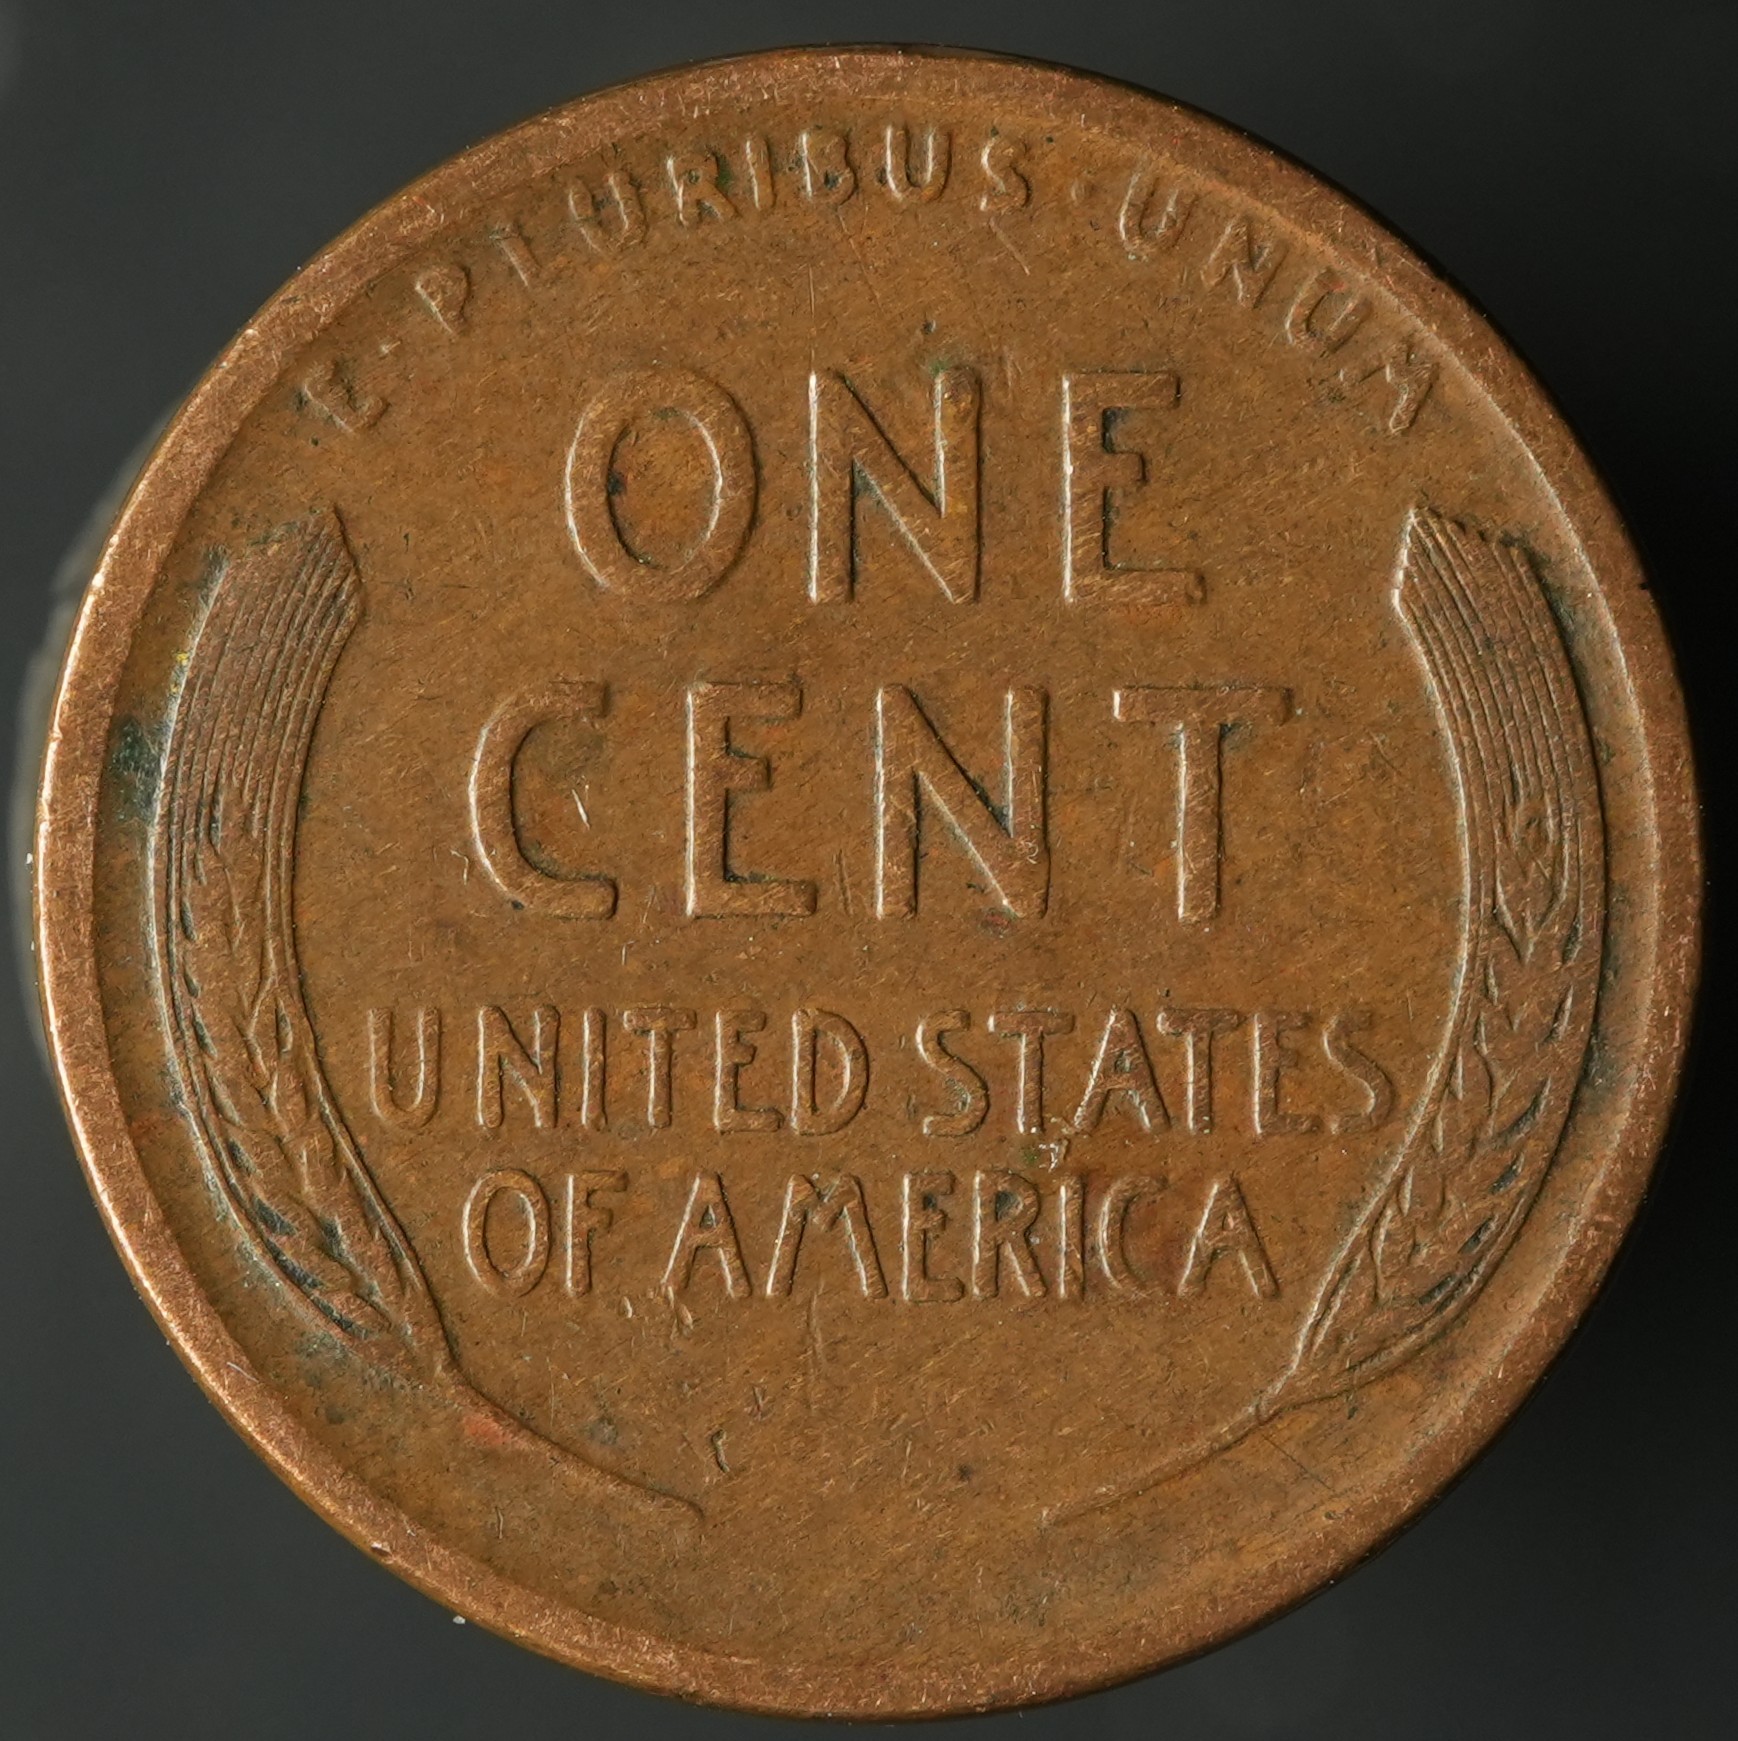 E·PLURIBUS·UNUM
ONE
CENT
UNITED STATES
OF AMERICA